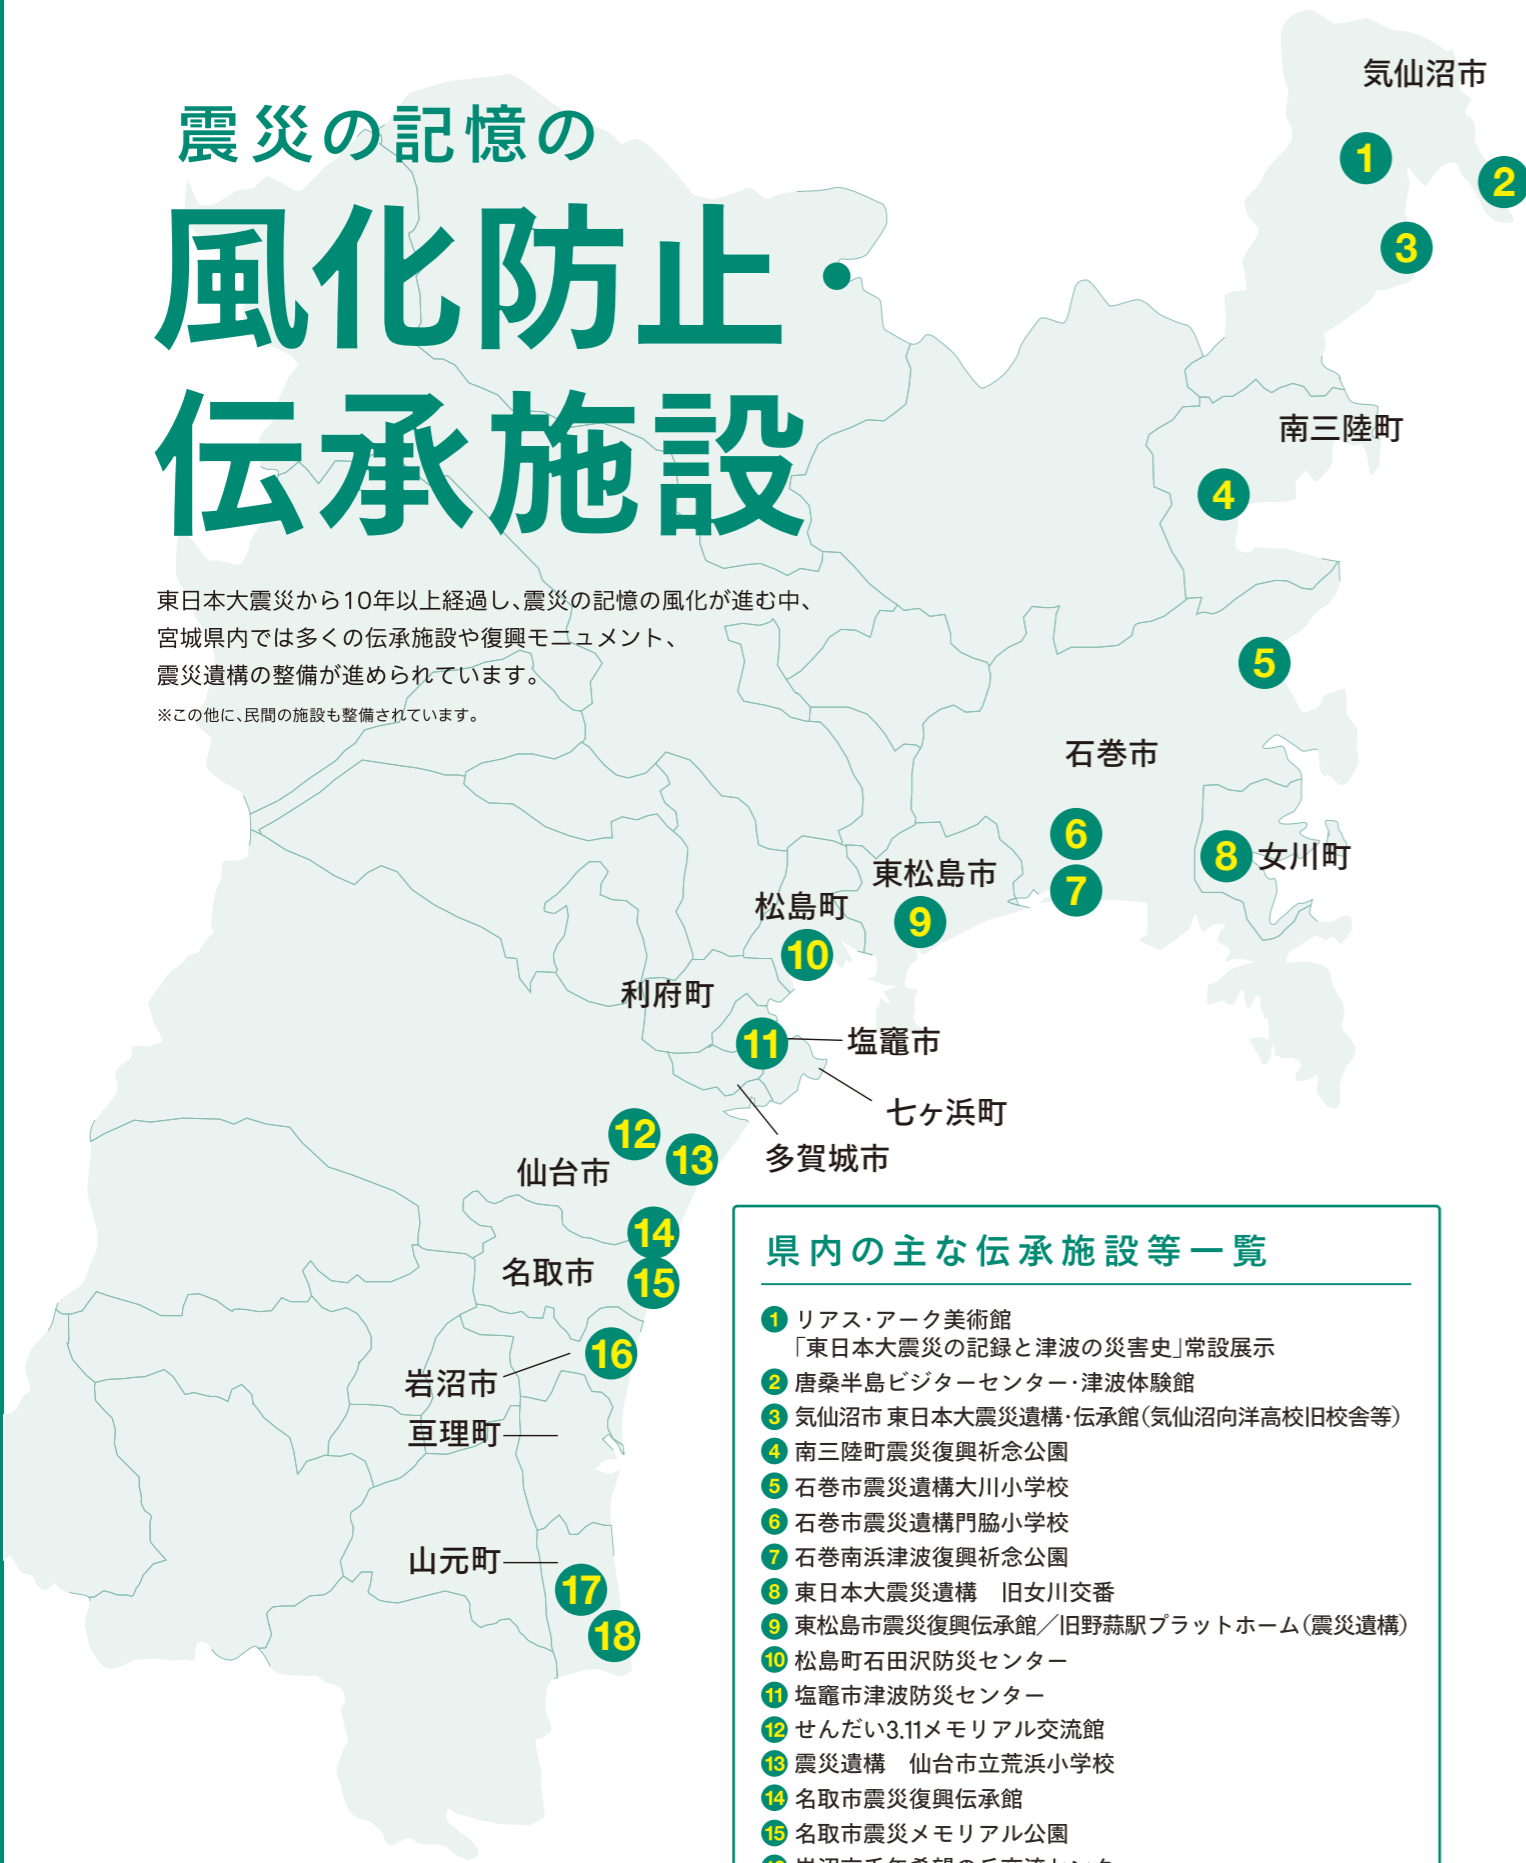 震災の記憶の
風化防止・
伝承施設
東日本大震災から10年以上経過し、震災の記憶の風化が進む中、
宮城県内では多くの伝承施設や復興モニュメント、
震災遺構の整備が進められています。
※この他に、民間の施設も整備されています。
気仙沼市
1
2
3
南三陸町
4
5
石巻市
6
7
8 女川町
東松島市
9
松島町
10
利府町
11
塩竈市
七ヶ浜町
多賀城市
12
13
仙台市
14
名取市
15
16
岩沼市
亘理町
山元町
17
18
県内の主な伝承施設等一覧
1 リアス・アーク美術館
「東日本大震災の記録と津波の災害史」常設展示
2 唐桑半島ビジターセンター・津波体験館
3 気仙沼市 東日本大震災遺構・伝承館(気仙沼向洋高校旧校舎等)
4 南三陸町震災復興祈念公園
5 石巻市震災遺構大川小学校
6 石巻市震災遺構門脇小学校
7 石巻南浜津波復興祈念公園
8 東日本大震災遺構　旧女川交番
9 東松島市震災復興伝承館／旧野蒜駅プラットホーム(震災遺構)
10 松島町石田沢防災センター
11 塩竈市津波防災センター
12 せんだい3.11メモリアル交流館
13 震災遺構　仙台市立荒浜小学校
14 名取市震災復興伝承館
15 名取市震災メモリアル公園